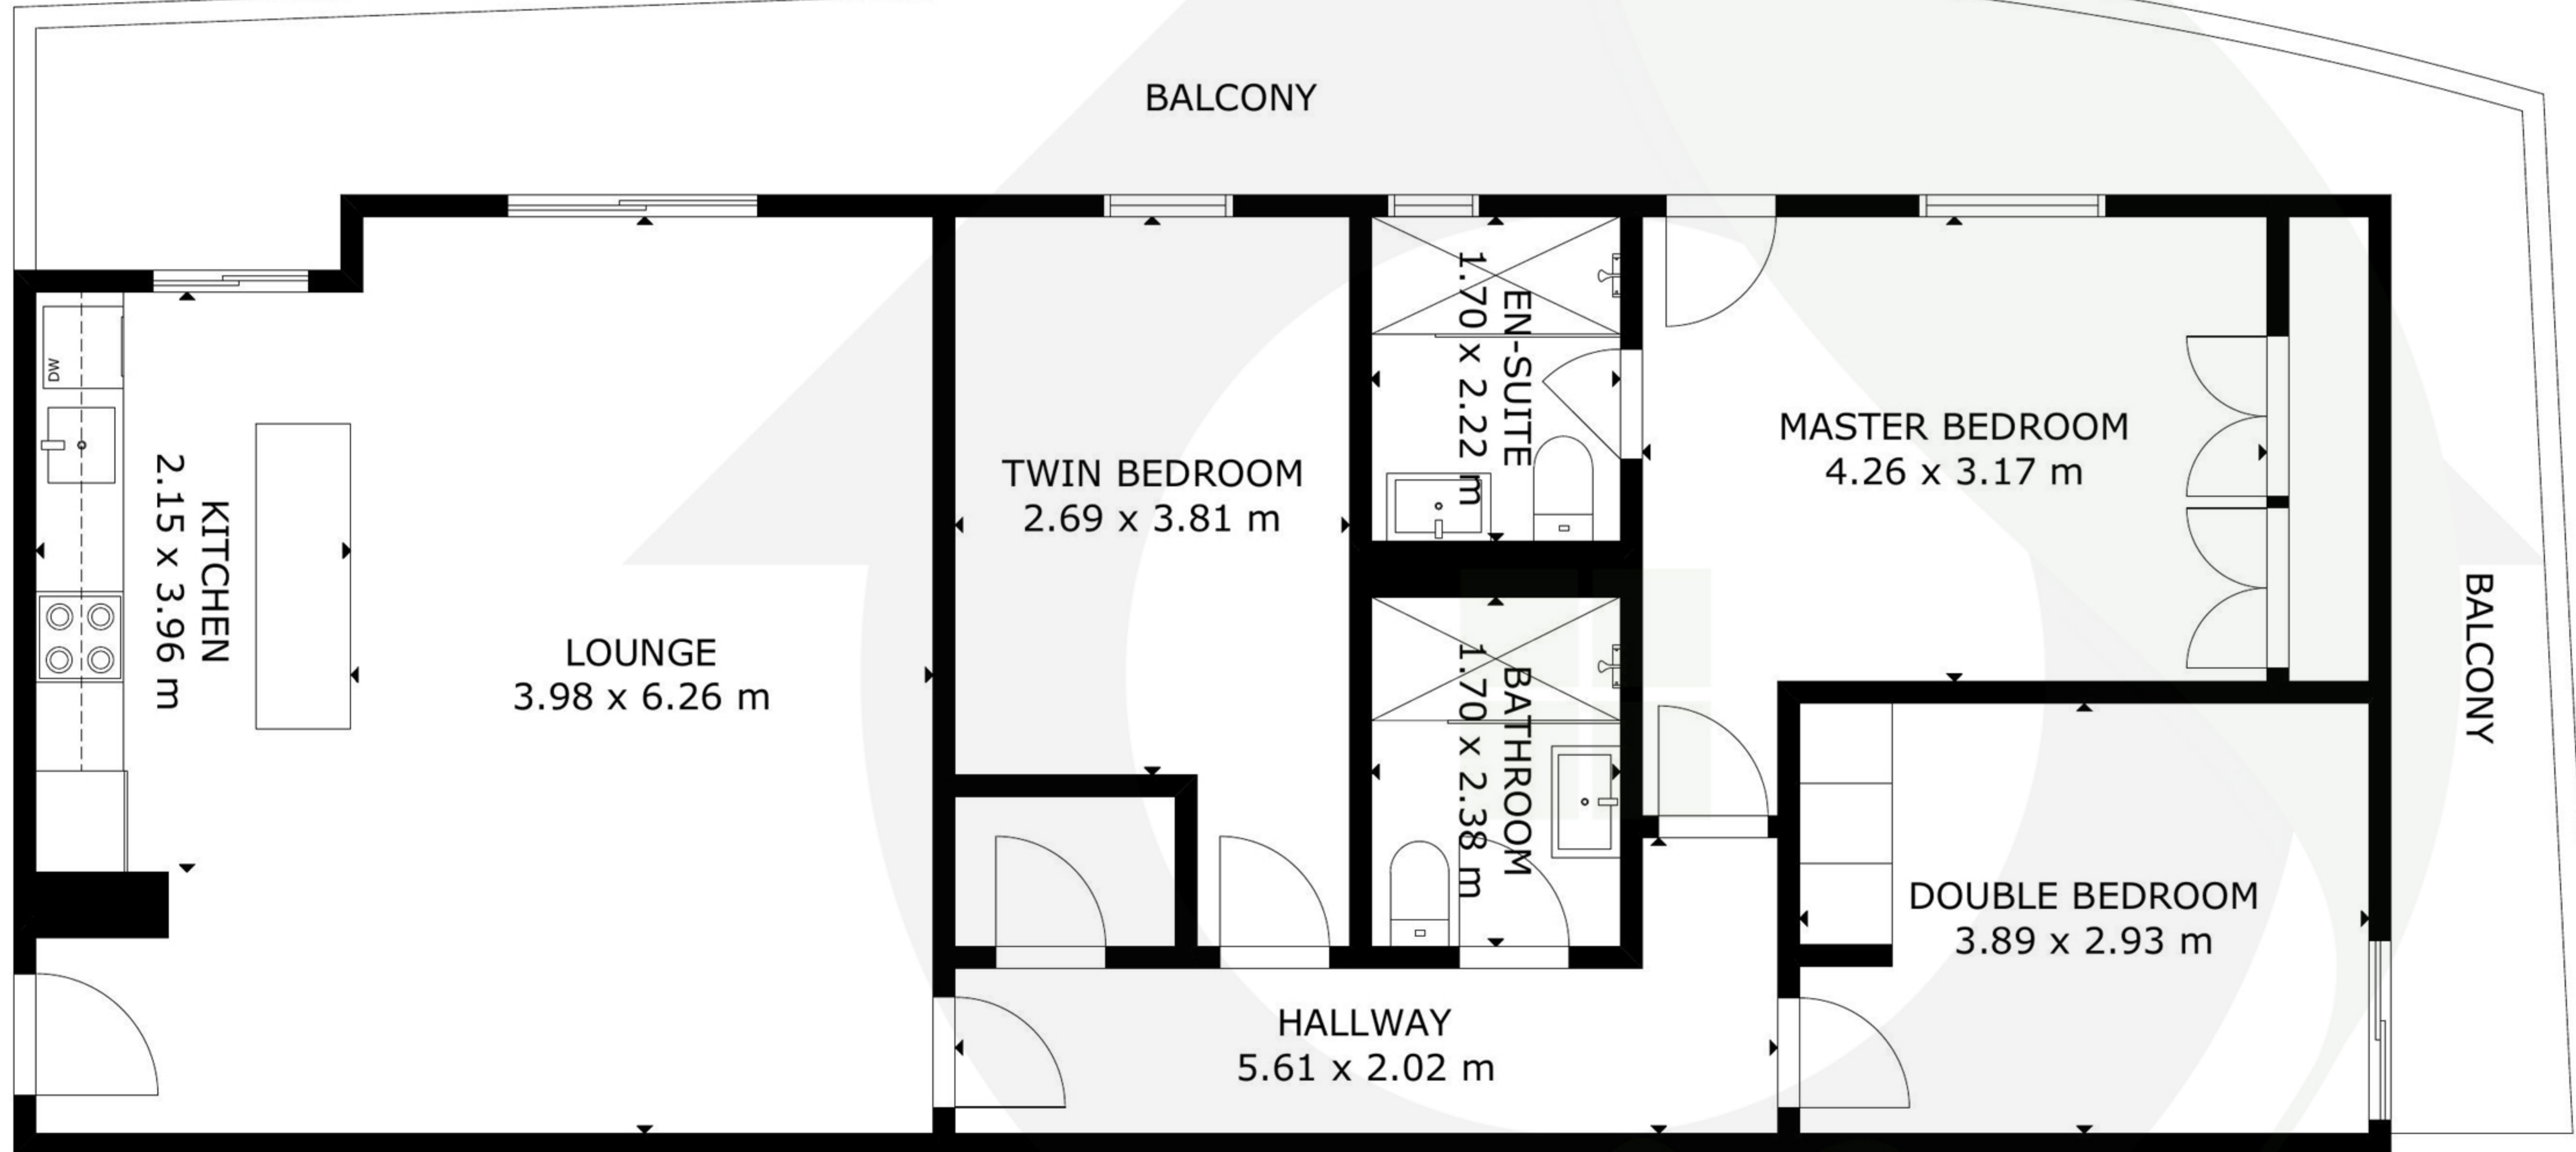 BALCONY
EN-SUITE
1.70 x 2.22 m
MASTER BEDROOM
4.26 x 3.17 m
DW
TWIN BEDROOM
2.69 x 3.81 m
KITCHEN
2.15 x 3.96 m
LOUNGE
3.98 x 6.26 m
BATHROOM
1.70 x 2.38 m
BALCONY
DOUBLE BEDROOM
3.89 x 2.93 m
HALLWAY
5.61 x 2.02 m